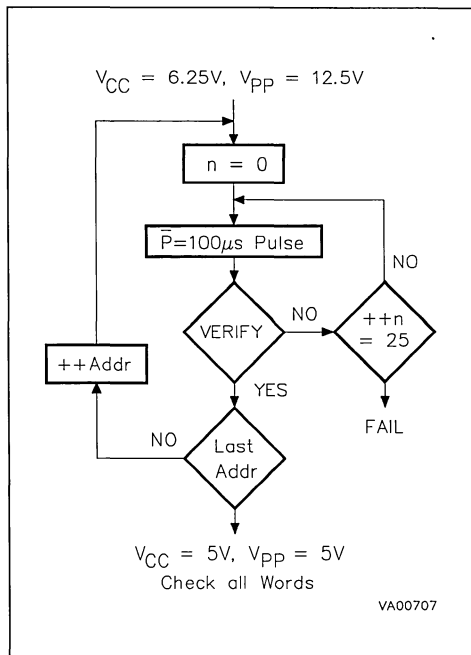 VCC = 6.25V, VPP = 12.5V
n = 0
P̅=100μs Pulse
NO
VERIFY
NO
++n
= 25
++Addr
YES
FAIL
NO
Last
Addr
VCC = 5V, VPP = 5V
Check all Words
VA00707